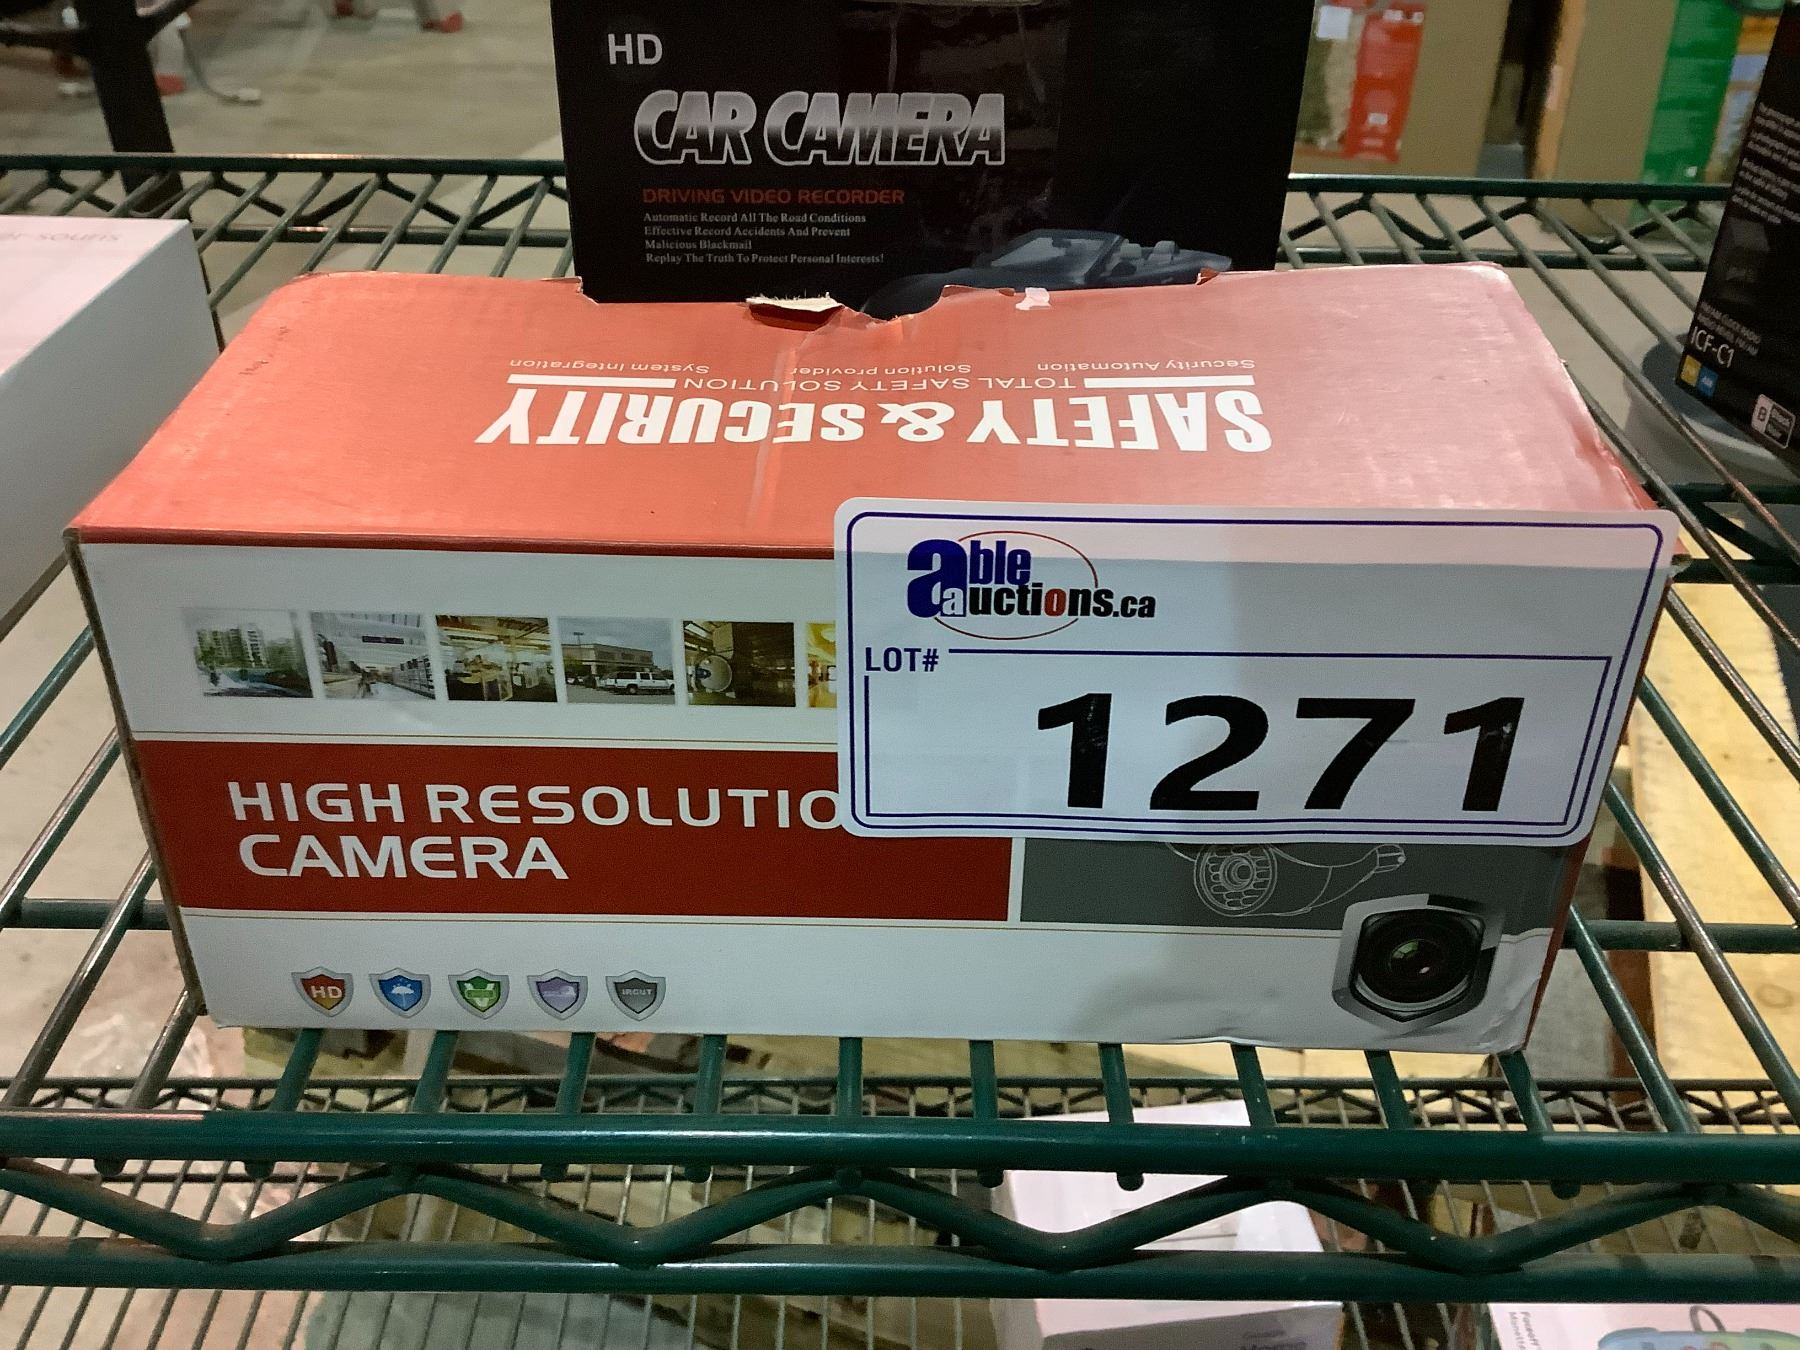 HD
CAR CAMERA
DRIVING VIDEO RECORDER
Automatic Record All The Road Conditions
Effective Record Accidents And Prevent
Malicious Blackmail
Replay The Truth To Protect Personal Interests!
SAFETY & SECURITY
TOTAL SAFETY SOLUTION
Security Automation Solution Provider System Integration
able
auctions.ca
LOT#
1271
HIGH RESOLUTIO
CAMERA
HD
IRCUT
ICF-C1